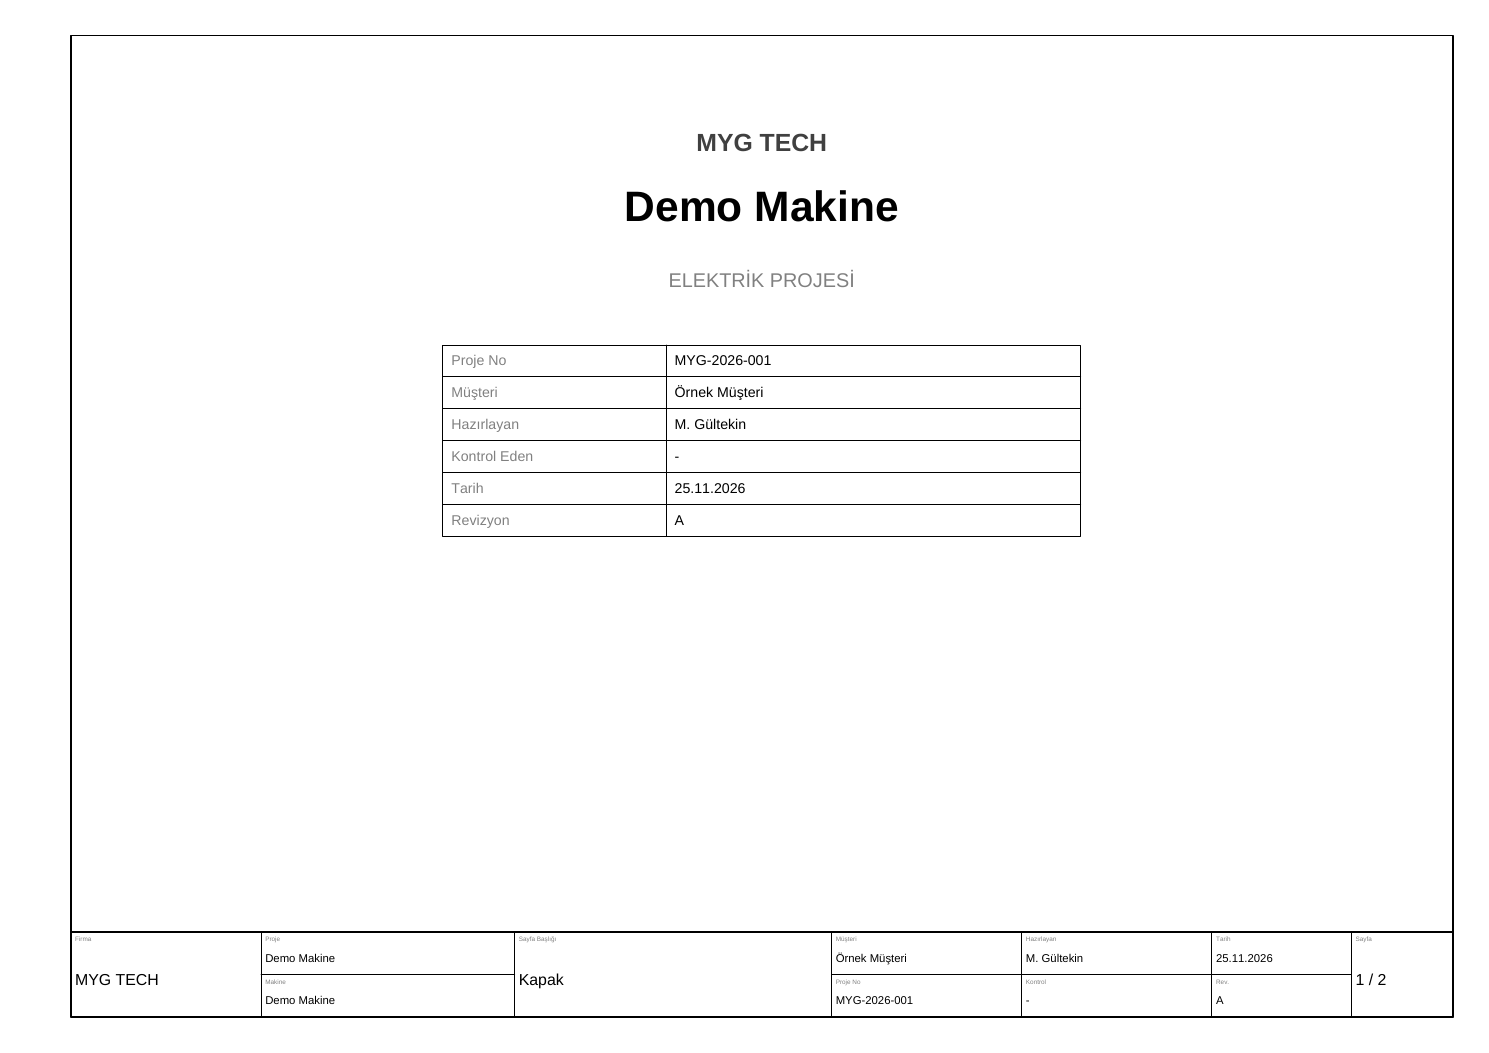 MYG TECH
Demo Makine
ELEKTRİK PROJESİ
Proje No MYG-2026-001
Müşteri Örnek Müşteri
Hazırlayan M. Gültekin
Kontrol Eden -
Tarih 25.11.2026
Revizyon A
Firma
MYG TECH
Proje
Demo Makine
Makine
Demo Makine
Sayfa Başlığı
Kapak
Müşteri
Örnek Müşteri
Proje No
MYG-2026-001
Hazırlayan
M. Gültekin
Kontrol
-
Tarih
25.11.2026
Rev.
A
Sayfa
1 / 2